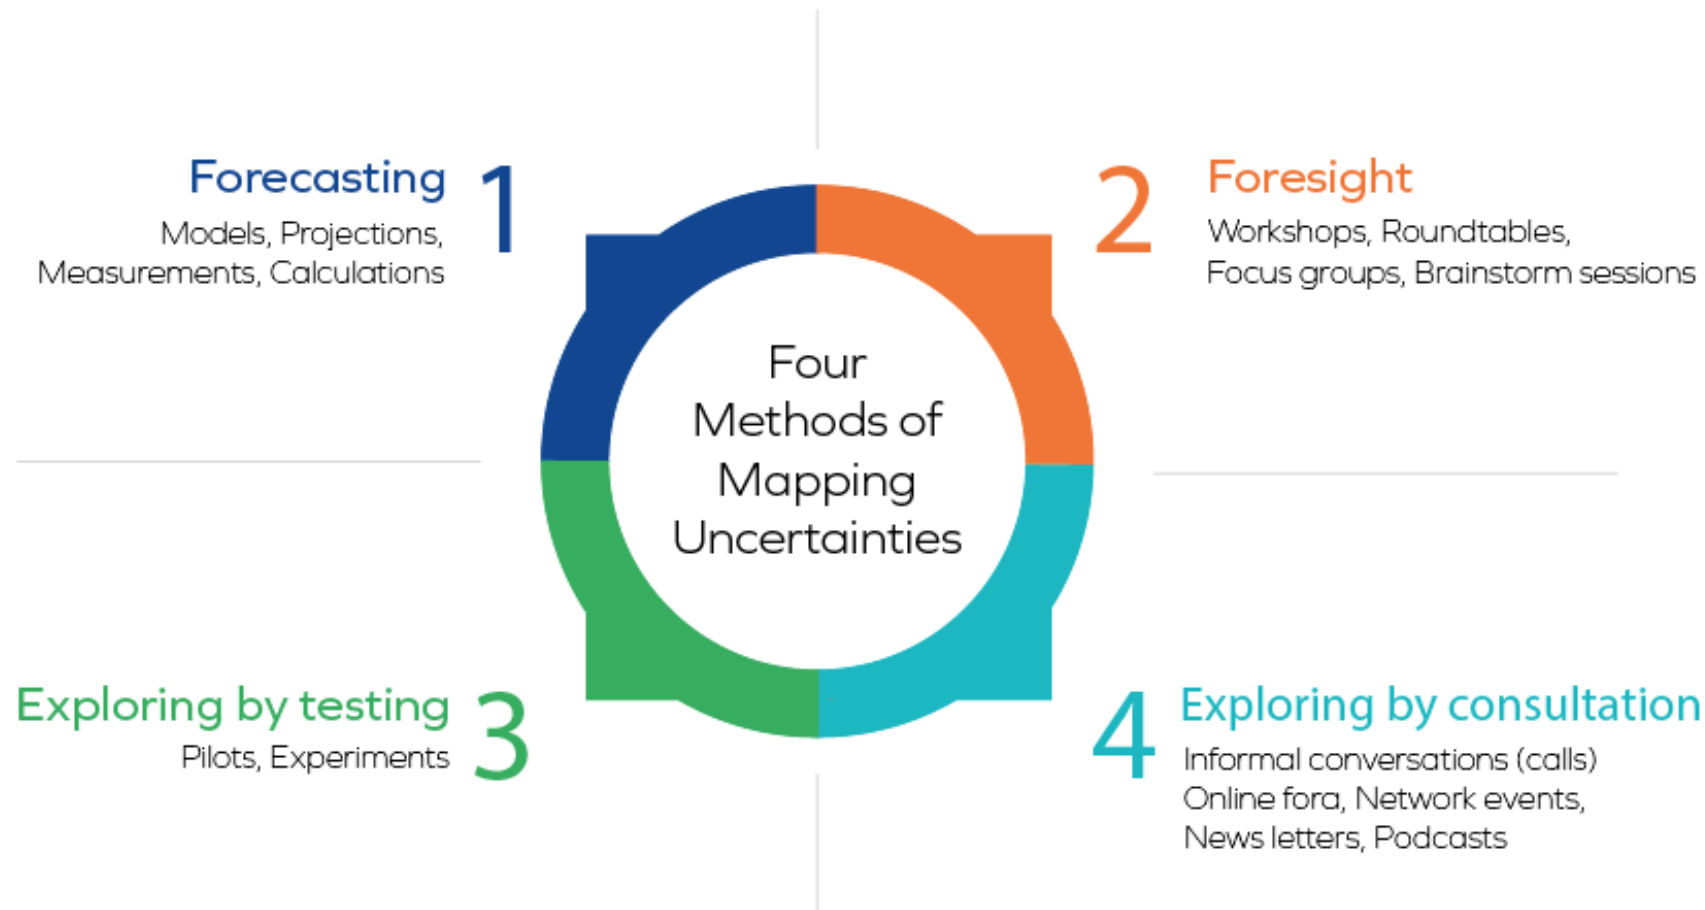 Four
Methods of
Mapping
Uncertainties
Forecasting
1
Models, Projections,
Measurements, Calculations
2
Foresight
Workshops, Roundtables,
Focus groups, Brainstorm sessions
Exploring by testing
3
Pilots, Experiments
4
Exploring by consultation
Informal conversations (calls)
Online fora, Network events,
News letters, Podcasts